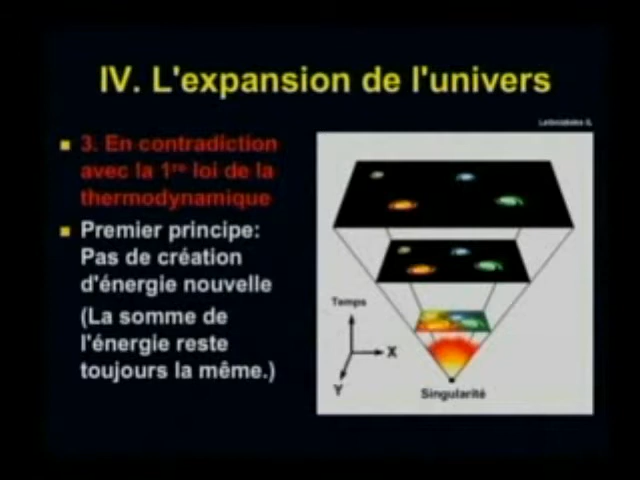 IV. L'expansion de l'univers
3. En contradiction
avec la 1re loi de la
thermodynamique
Premier principe:
Pas de création
d'énergie nouvelle
(La somme de
l'énergie reste
toujours la même.)
Temps
X
Y
Singularité